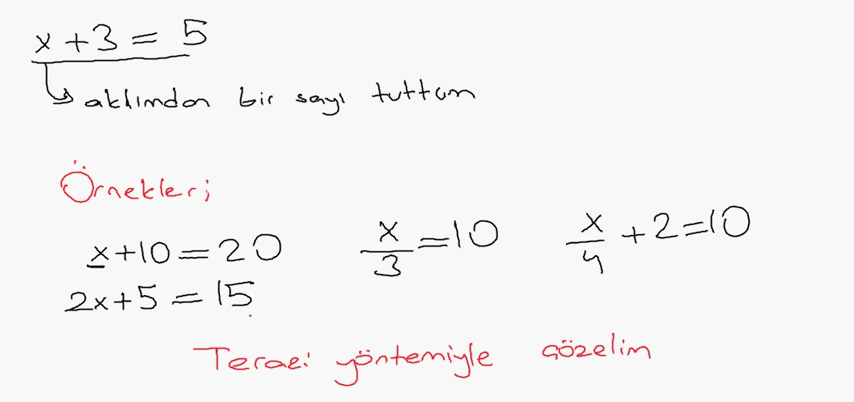 x+3 = 5
aklımdan bir sayı tuttum
Örnekler;
x+10=20 x/3=10 x/4+2=10
2x+5=15
Terazi yöntemiyle çözelim